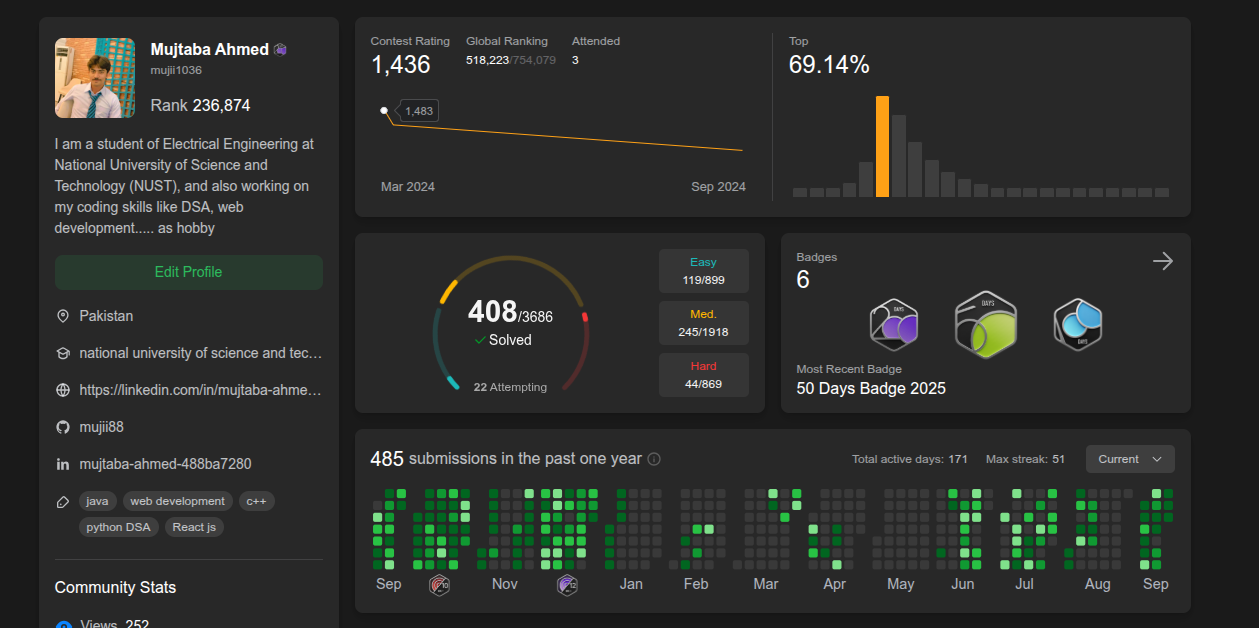 Mujtaba Ahmed
mujii1036
Rank 236,874
I am a student of Electrical Engineering at
National University of Science and
Technology (NUST), and also working on
my coding skills like DSA, web
development..... as hobby
Edit Profile
Pakistan
national university of science and tec...
https://linkedin.com/in/mujtaba-ahme...
mujii88
mujtaba-ahmed-488ba7280
java web development c++
python DSA React js
Community Stats
Views 252
Contest Rating Global Ranking Attended
1,436 518,223/754,079 3
1,483
Mar 2024 Sep 2024
Top
69.14%
408/3686
Solved
22 Attempting
Easy
119/899
Med.
245/1918
Hard
44/869
Badges
6
DAYS DAYS DAYS
Most Recent Badge
50 Days Badge 2025
485 submissions in the past one year
Total active days: 171 Max streak: 51 Current
Sep Nov Jan Feb Mar Apr May Jun Jul Aug Sep